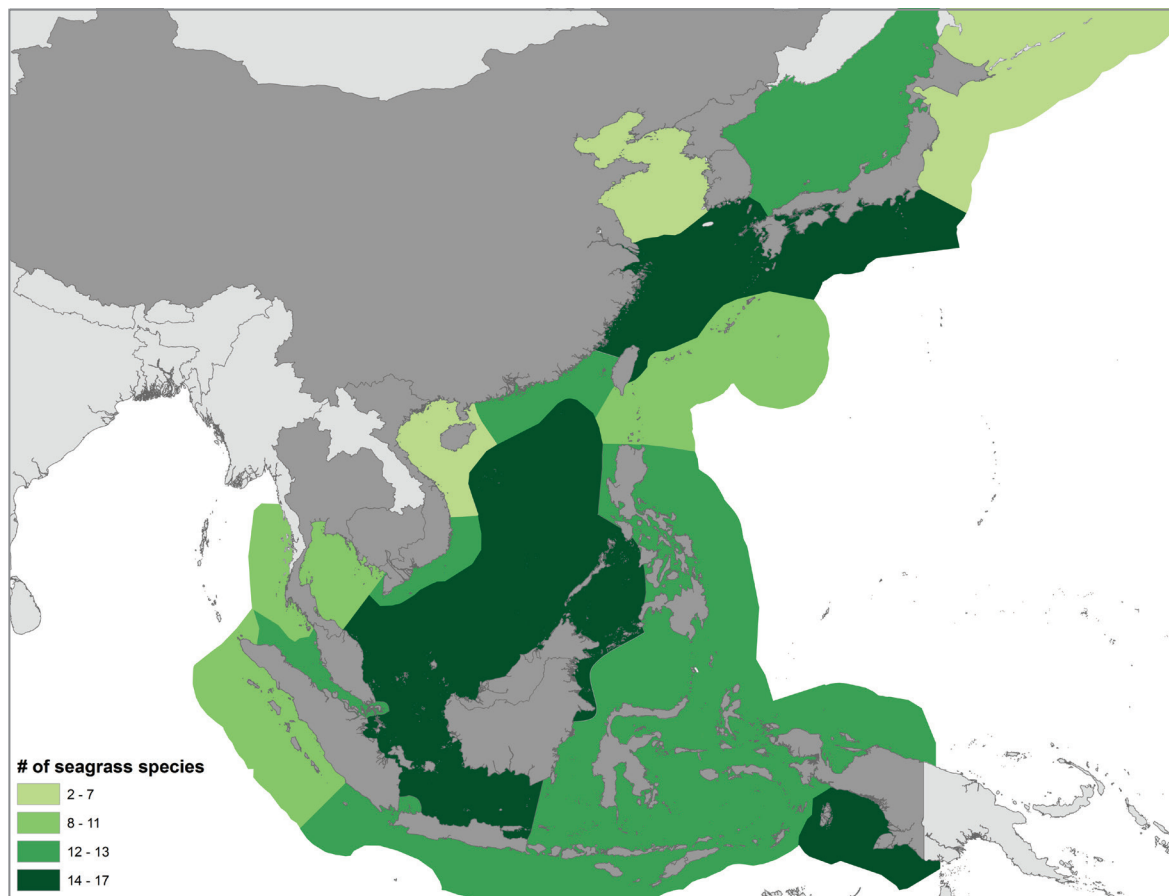 # of seagrass species
2 - 7
8 - 11
12 - 13
14 - 17